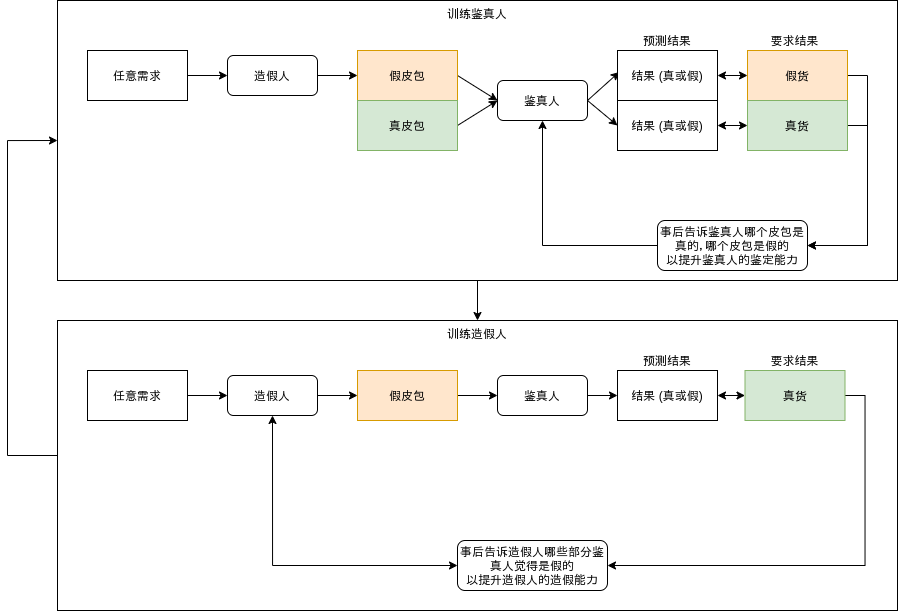 训练鉴真人
预测结果
要求结果
任意需求
造假人
假皮包
真皮包
鉴真人
结果 (真或假)
结果 (真或假)
假货
真货
事后告诉鉴真人哪个皮包是
真的, 哪个皮包是假的
以提升鉴真人的鉴定能力
训练造假人
预测结果
要求结果
任意需求
造假人
假皮包
鉴真人
结果 (真或假)
真货
事后告诉造假人哪些部分鉴
真人觉得是假的
以提升造假人的造假能力